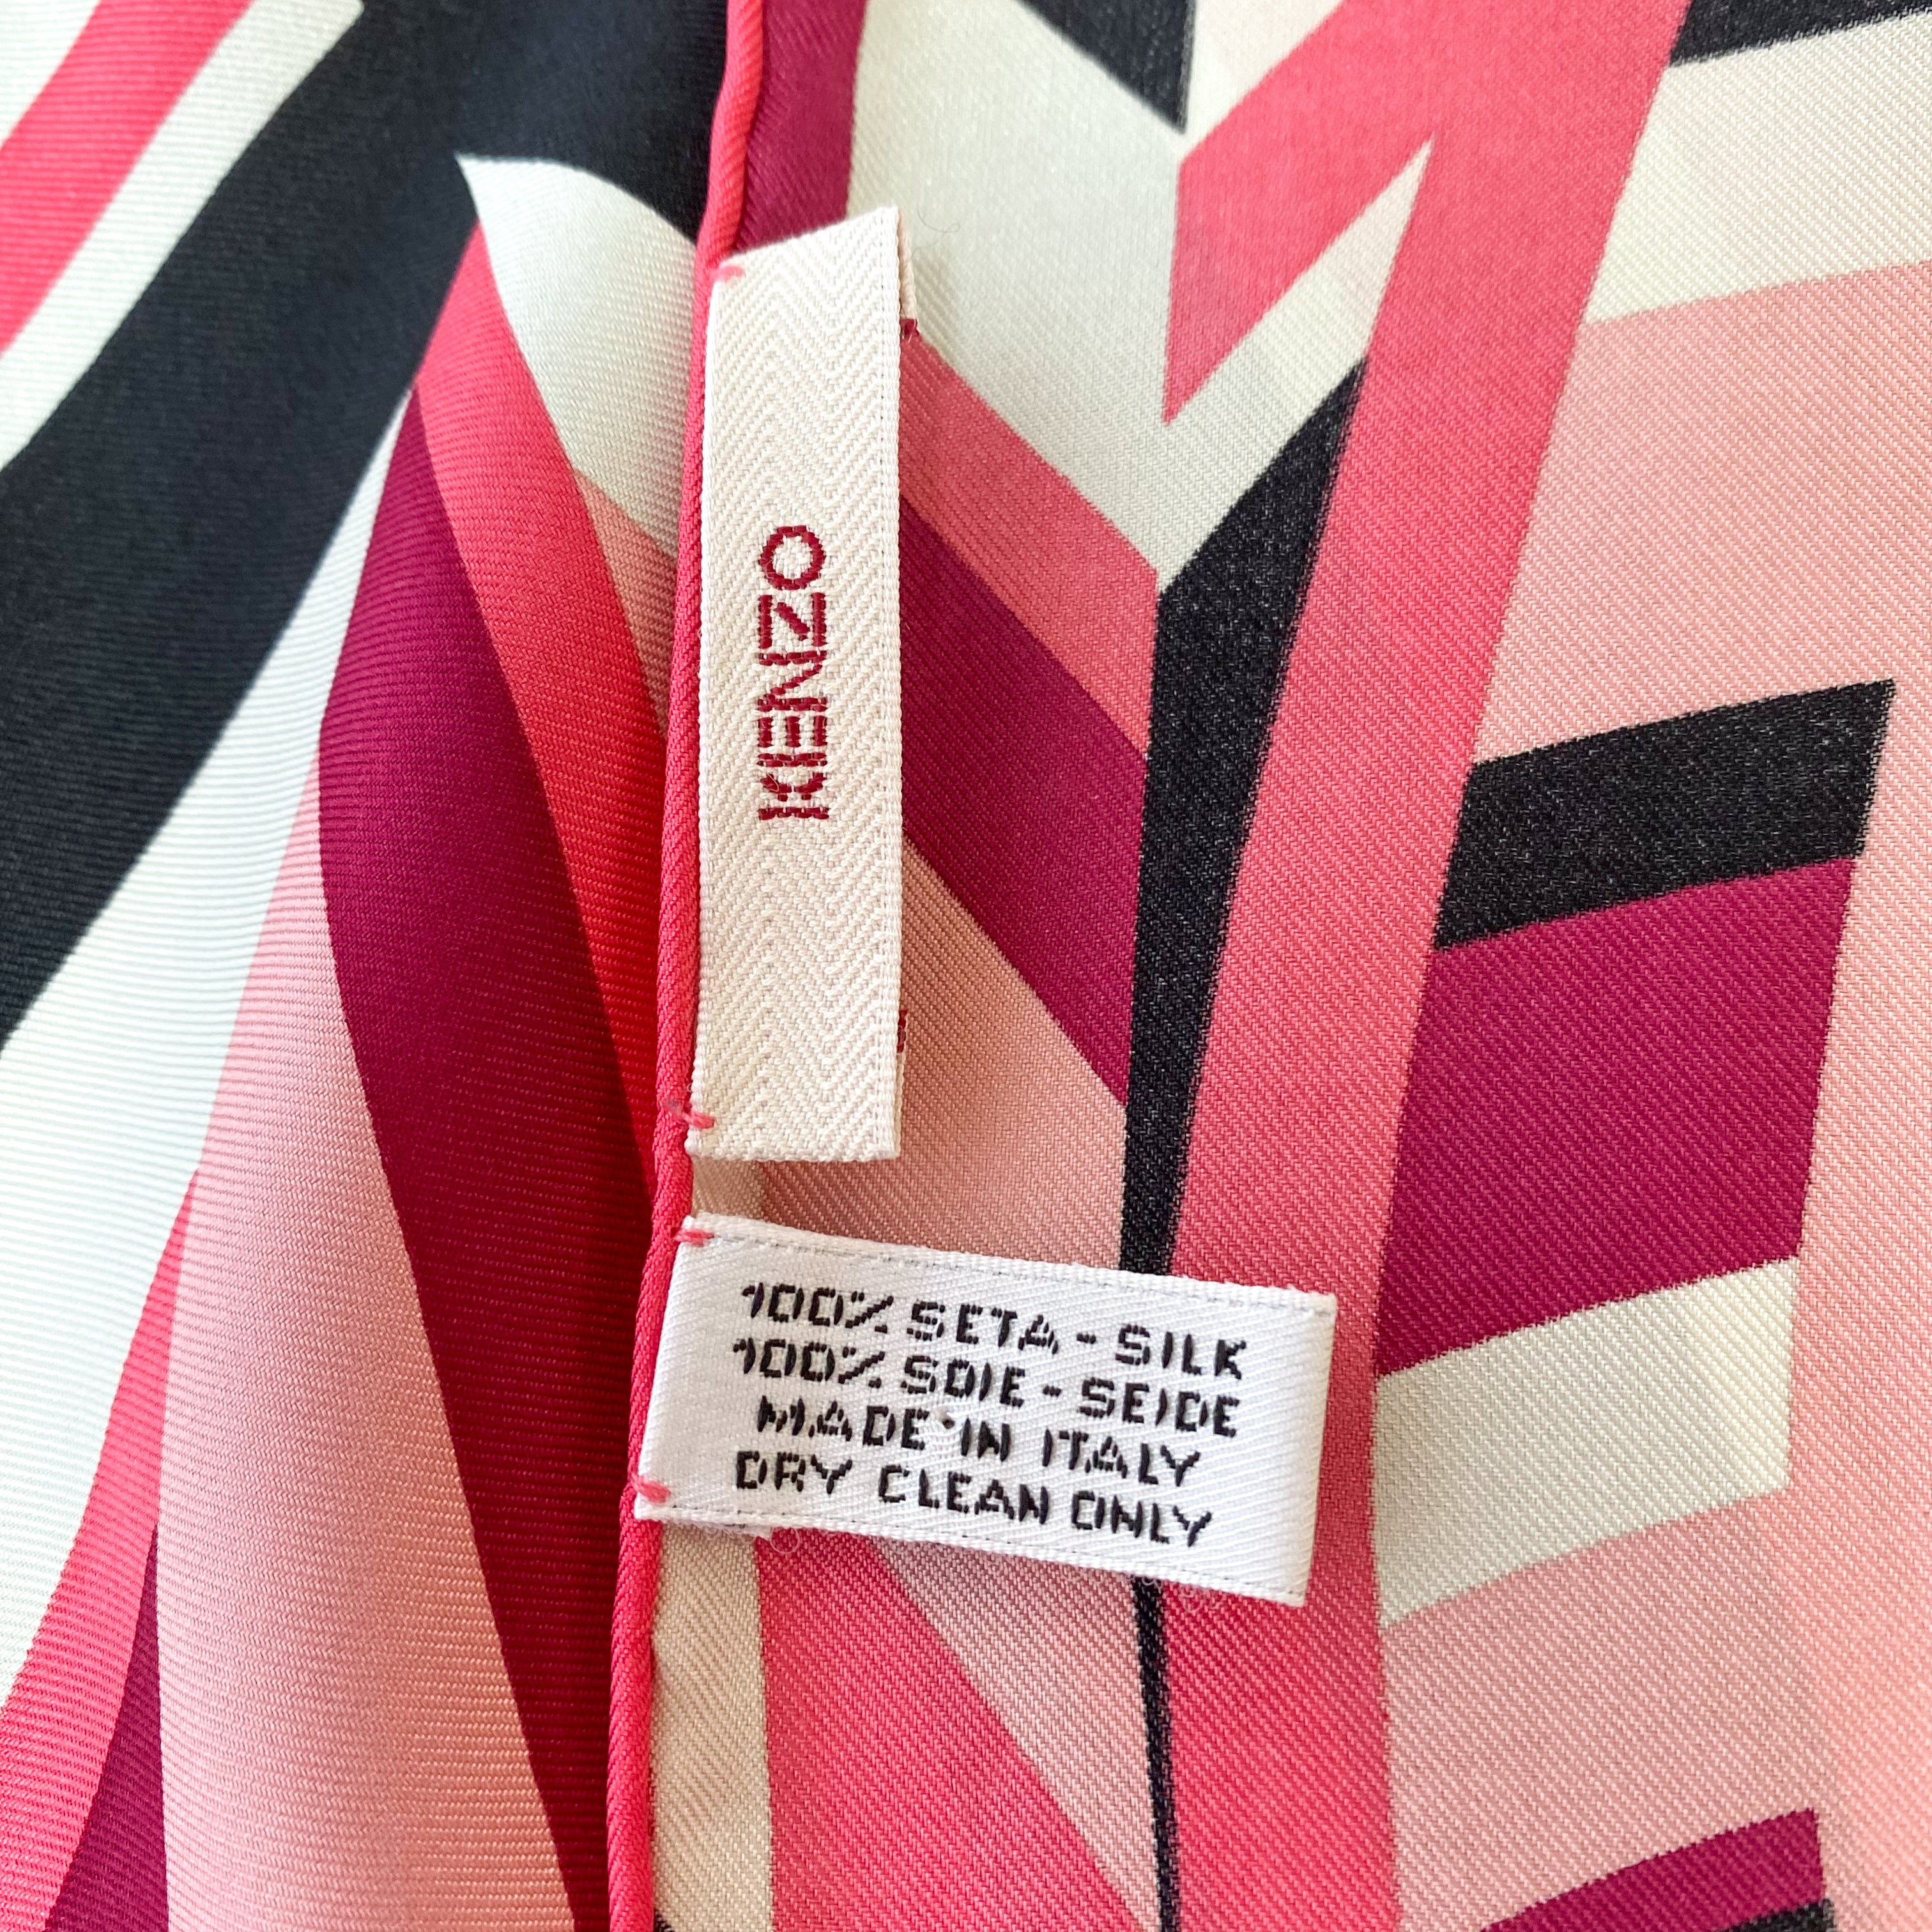 KENZO
100% SETA - SILK
100% SOIE - SEIDE
MADE IN ITALY
DRY CLEAN ONLY